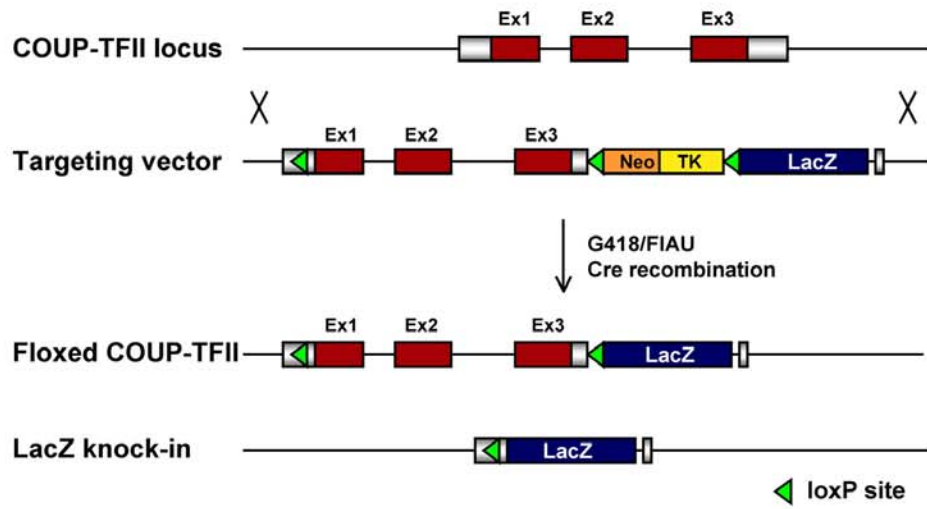 Ex1 Ex2 Ex3
COUP-TFII locus
Ex1 Ex2 Ex3
Targeting vector Neo TK LacZ
G418/FIAU
Cre recombination
Ex1 Ex2 Ex3
Floxed COUP-TFII LacZ
LacZ knock-in LacZ
loxP site